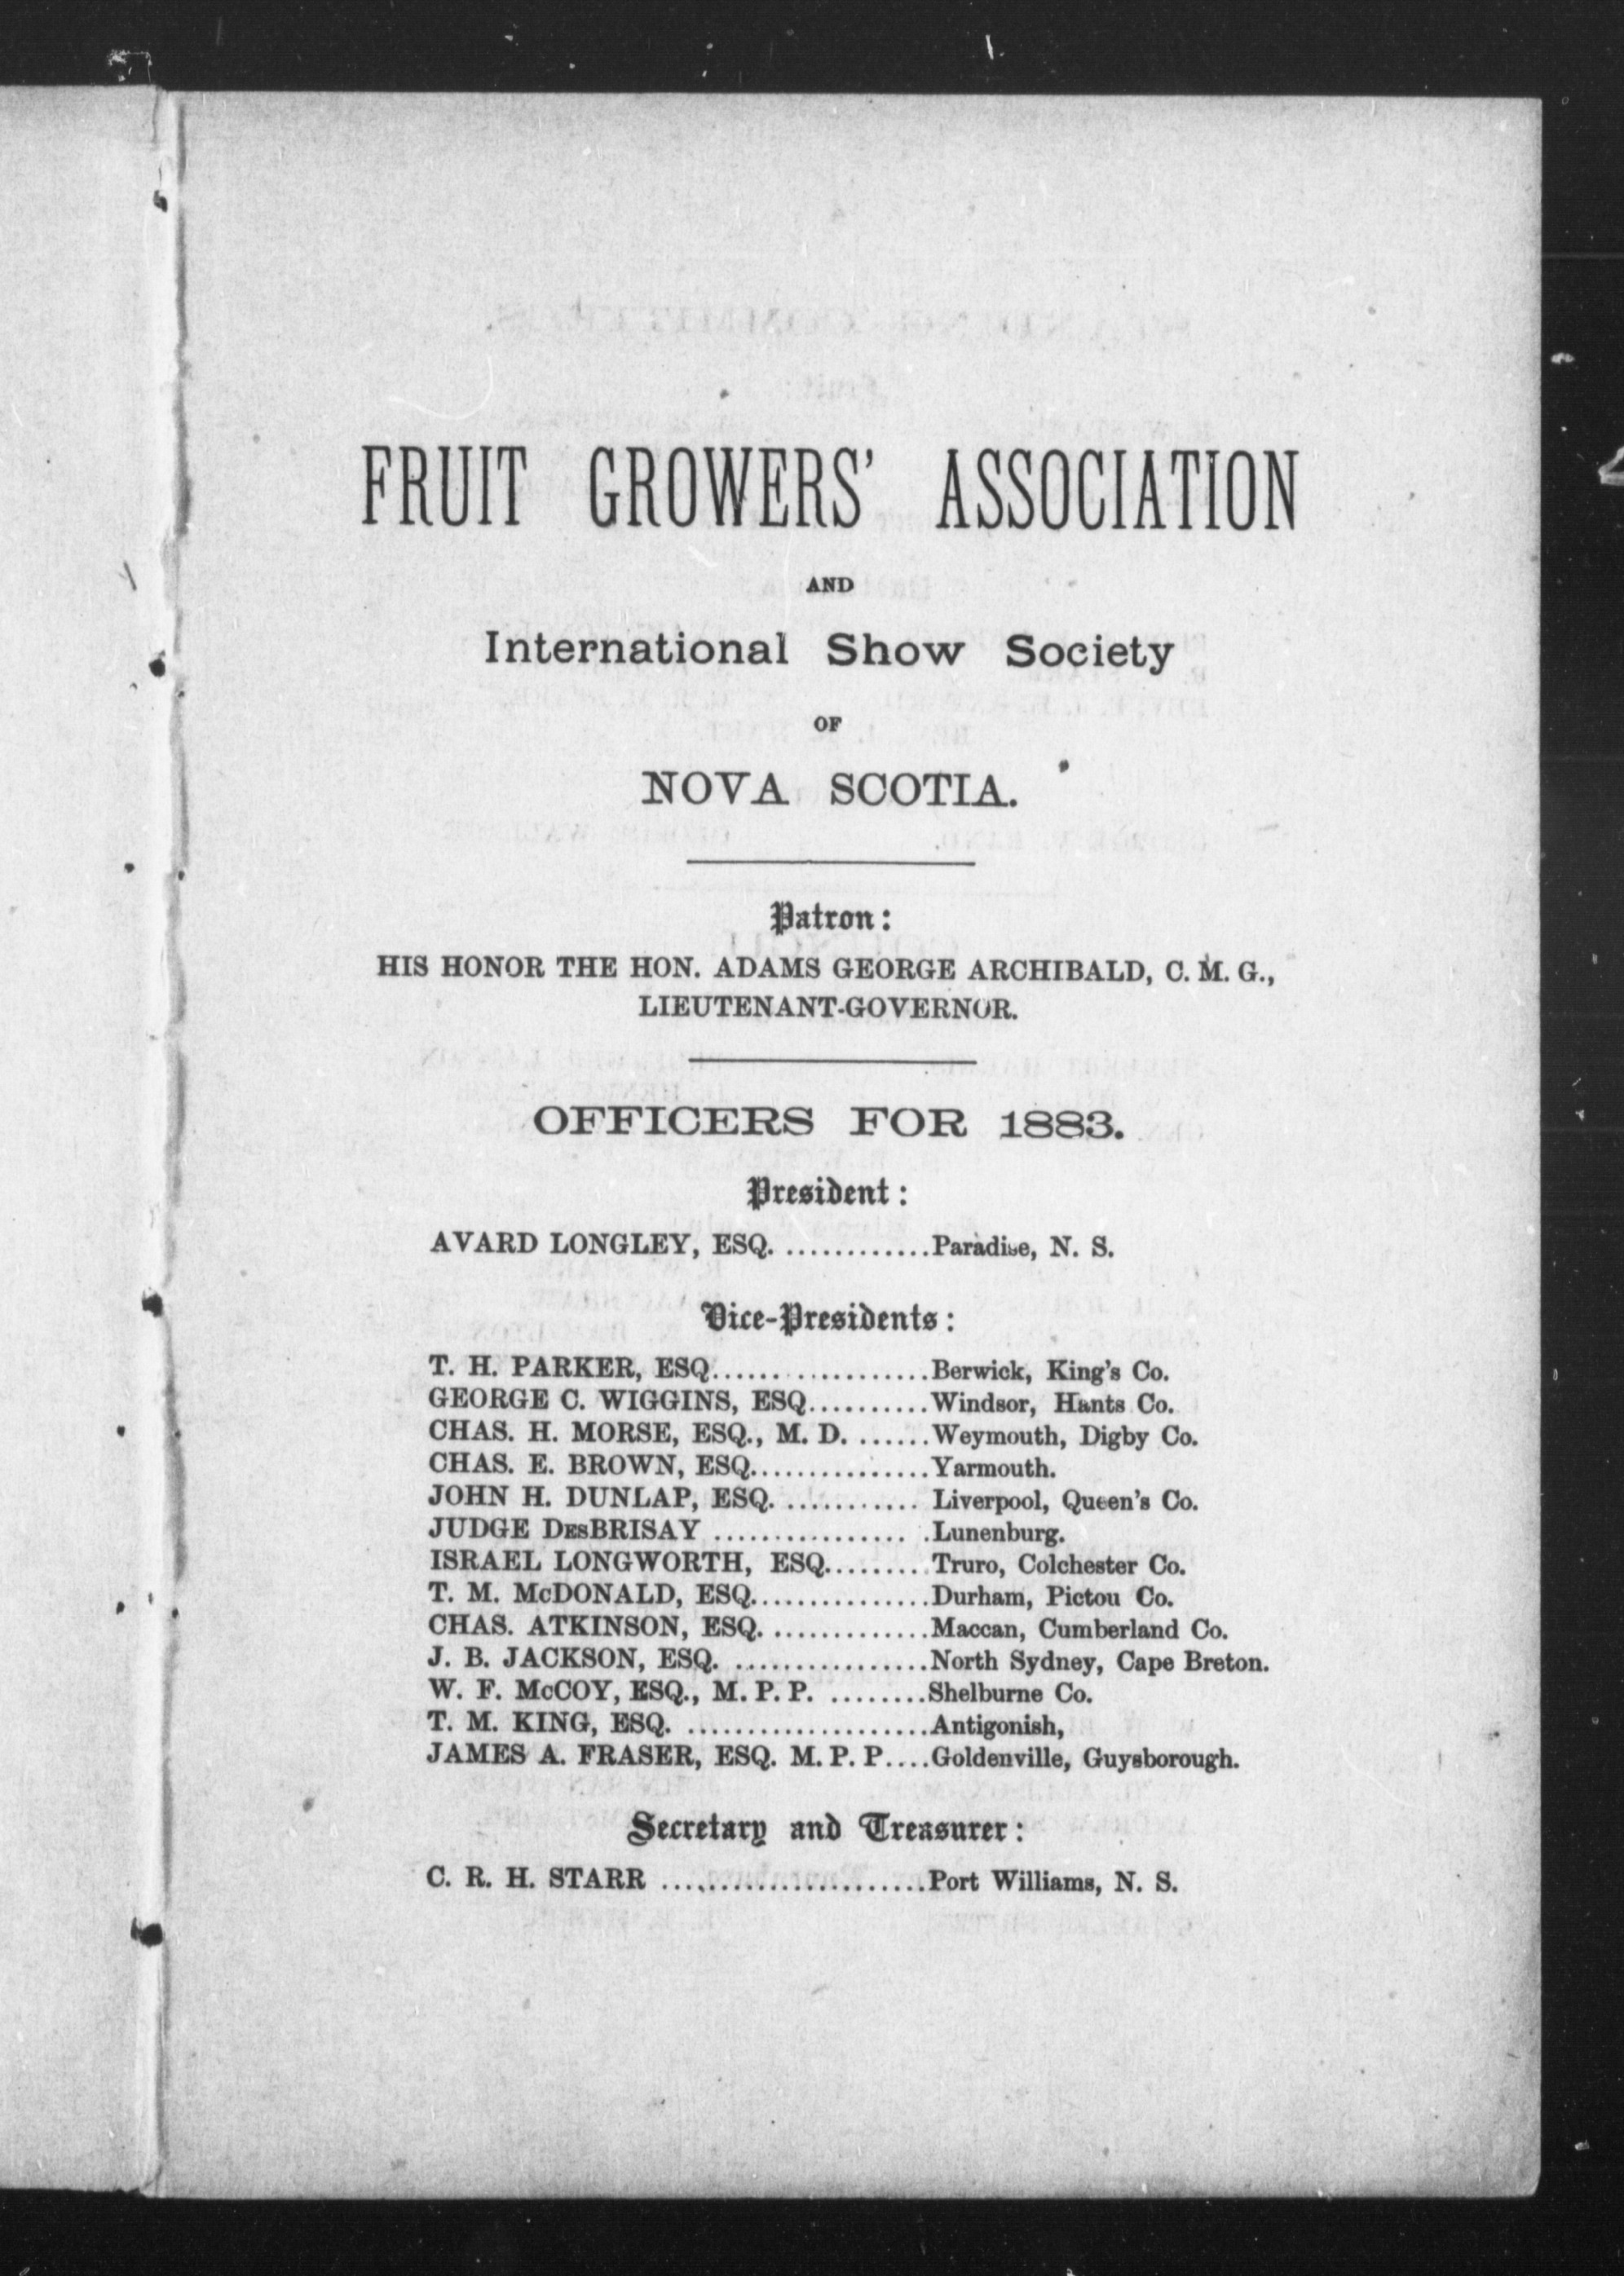 FRUIT GROWERS' ASSOCIATION
AND
International Show Society
OF
NOVA SCOTIA.
Patron:
HIS HONOR THE HON. ADAMS GEORGE ARCHIBALD, C. M. G.,
LIEUTENANT-GOVERNOR.
OFFICERS FOR 1883.
President:
AVARD LONGLEY, ESQ. ............Paradise, N. S.
Vice-Presidents:
T. H. PARKER, ESQ..................Berwick, King's Co.
GEORGE C. WIGGINS, ESQ..........Windsor, Hants Co.
CHAS. H. MORSE, ESQ., M. D. ......Weymouth, Digby Co.
CHAS. E. BROWN, ESQ...............Yarmouth.
JOHN H. DUNLAP, ESQ. ........... Liverpool, Queen's Co.
JUDGE DESBRISAY ................ .Lunenburg.
ISRAEL LONGWORTH, ESQ.........Truro, Colchester Co.
T. M. McDONALD, ESQ...............Durham, Pictou Co.
CHAS. ATKINSON, ESQ. .............Maccan, Cumberland Co.
J. B. JACKSON, ESQ. ................North Sydney, Cape Breton.
W. F. McCOY, ESQ., M. P. P. ........Shelburne Co.
T. M. KING, ESQ. ....................Antigonish,
JAMES A. FRASER, ESQ. M. P. P....Goldenville, Guysborough.
Secretary and Treasurer:
C. R. H. STARR ......................Port Williams, N. S.